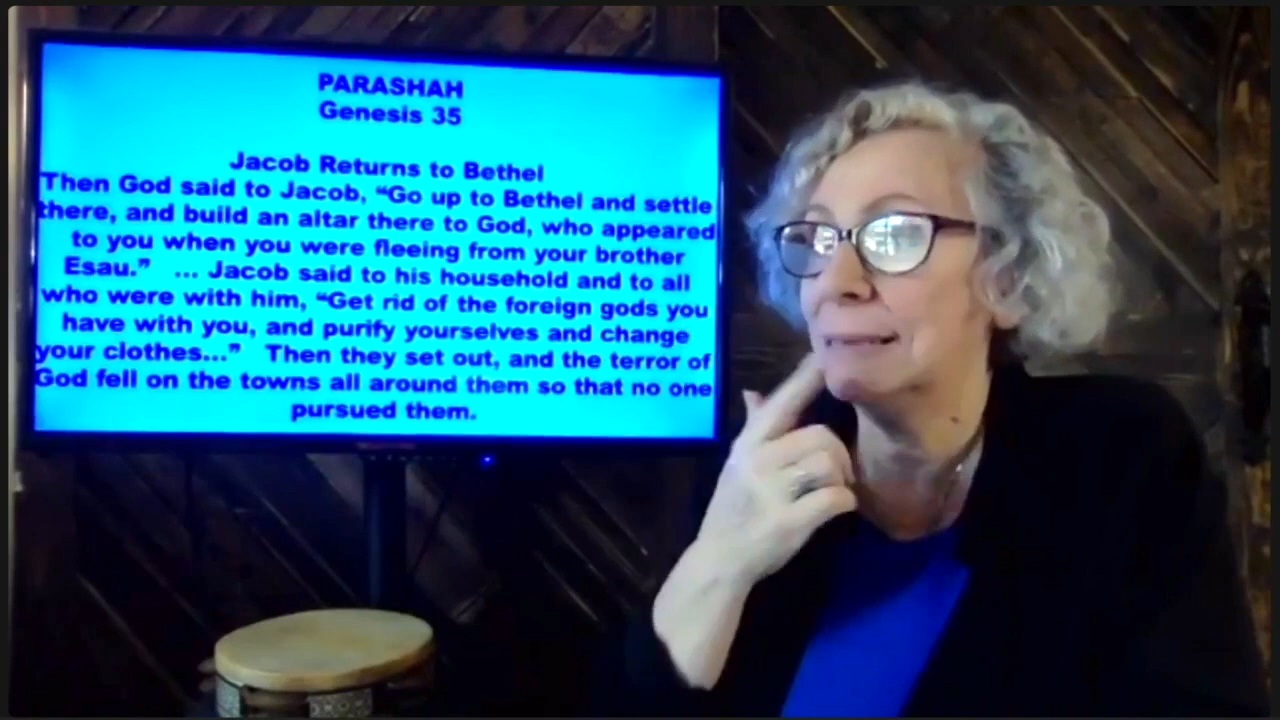 PARASHAH
Genesis 35
Jacob Returns to Bethel
Then God said to Jacob, “Go up to Bethel and settle
there, and build an altar there to God, who appeared
to you when you were fleeing from your brother
Esau.” ... Jacob said to his household and to all
who were with him, “Get rid of the foreign gods you
have with you, and purify yourselves and change
your clothes...” Then they set out, and the terror of
God fell on the towns all around them so that no one
pursued them.